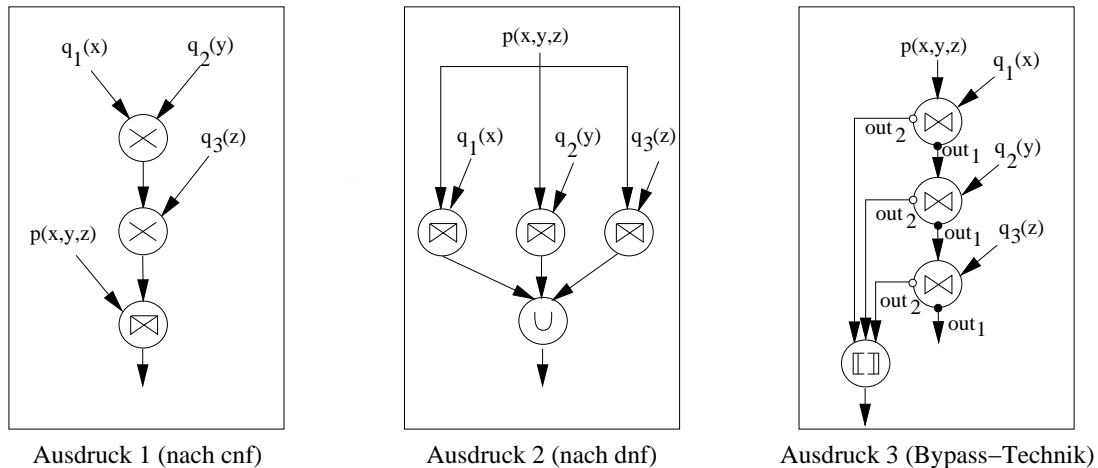 q1(x)
q2(y)
q3(z)
p(x,y,z)
Ausdruck 1 (nach cnf)
p(x,y,z)
q1(x)
q2(y)
q3(z)
Ausdruck 2 (nach dnf)
p(x,y,z)
q1(x)
out2
out1
q2(y)
out2
out1
q3(z)
out2
out1
Ausdruck 3 (Bypass−Technik)